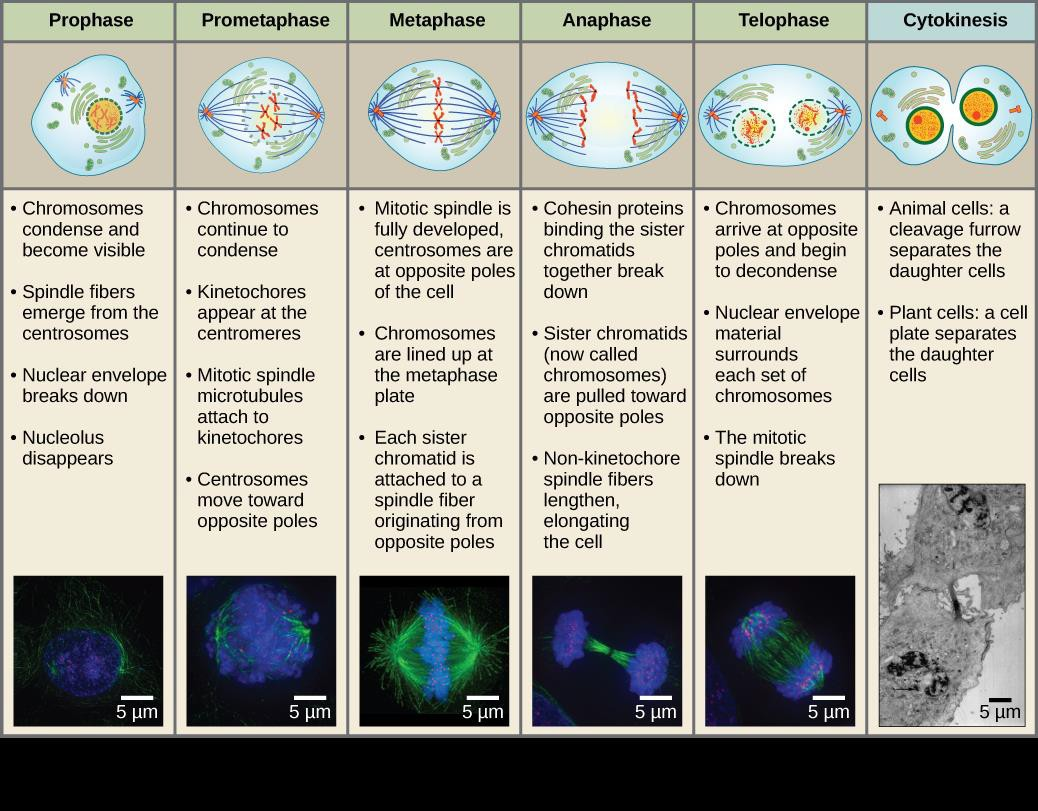 Prophase
Prometaphase
Metaphase
Anaphase
Telophase
Cytokinesis
• Chromosomes
condense and
become visible
• Spindle fibers
emerge from the
centrosomes
• Nuclear envelope
breaks down
• Nucleolus
disappears
5 µm
• Chromosomes
continue to
condense
• Kinetochores
appear at the
centromeres
• Mitotic spindle
microtubules
attach to
kinetochores
• Centrosomes
move toward
opposite poles
5 µm
• Mitotic spindle is
fully developed,
centrosomes are
at opposite poles
of the cell
• Chromosomes
are lined up at
the metaphase
plate
• Each sister
chromatid is
attached to a
spindle fiber
originating from
opposite poles
5 µm
• Cohesin proteins
binding the sister
chromatids
together break
down
• Sister chromatids
(now called
chromosomes)
are pulled toward
opposite poles
• Non-kinetochore
spindle fibers
lengthen,
elongating
the cell
5 µm
• Chromosomes
arrive at opposite
poles and begin
to decondense
• Nuclear envelope
material
surrounds
each set of
chromosomes
• The mitotic
spindle breaks
down
5 µm
• Animal cells: a
cleavage furrow
separates the
daughter cells
• Plant cells: a cell
plate separates
the daughter
cells
5 µm